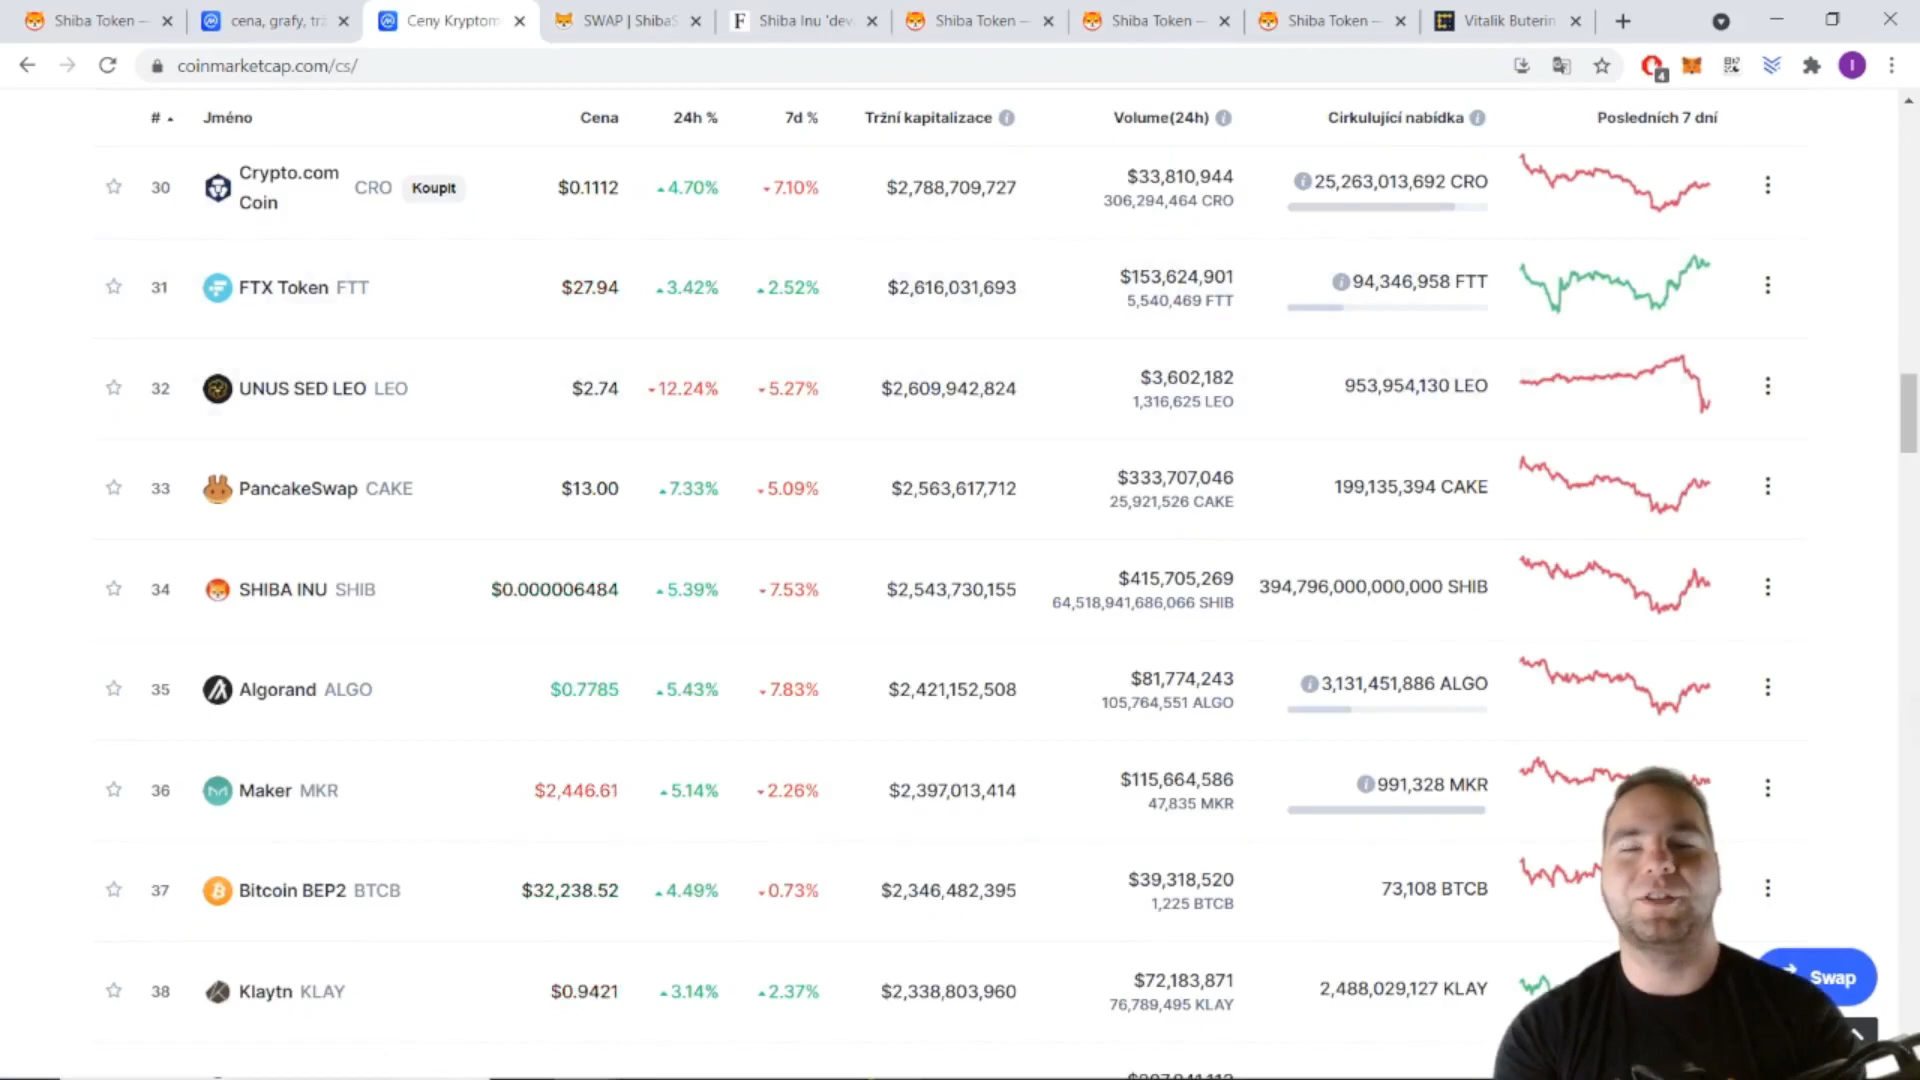 Shiba Token —
cena, grafy, trž
Ceny Kryptom
SWAP | ShibaS
Shiba Inu 'dev
Shiba Token —
Shiba Token —
Shiba Token —
Vitalik Buterin
coinmarketcap.com/cs/
4
I
# Jméno Cena 24h % 7d % Tržní kapitalizace Volume(24h) Cirkulující nabídka Posledních 7 dní
30 Crypto.com Coin CRO Koupit $0.1112 4.70% 7.10% $2,788,709,727 $33,810,944 25,263,013,692 CRO
306,294,464 CRO
31 FTX Token FTT $27.94 3.42% 2.52% $2,616,031,693 $153,624,901 94,346,958 FTT
5,540,469 FTT
32 UNUS SED LEO LEO $2.74 12.24% 5.27% $2,609,942,824 $3,602,182 953,954,130 LEO
1,316,625 LEO
33 PancakeSwap CAKE $13.00 7.33% 5.09% $2,563,617,712 $333,707,046 199,135,394 CAKE
25,921,526 CAKE
34 SHIBA INU SHIB $0.000006484 5.39% 7.53% $2,543,730,155 $415,705,269 394,796,000,000,000 SHIB
64,518,941,686,066 SHIB
35 Algorand ALGO $0.7785 5.43% 7.83% $2,421,152,508 $81,774,243 3,131,451,886 ALGO
105,764,551 ALGO
36 Maker MKR $2,446.61 5.14% 2.26% $2,397,013,414 $115,664,586 991,328 MKR
47,835 MKR
37 Bitcoin BEP2 BTCB $32,238.52 4.49% 0.73% $2,346,482,395 $39,318,520 73,108 BTCB
1,225 BTCB
38 Klaytn KLAY $0.9421 3.14% 2.37% $2,338,803,960 $72,183,871 2,488,029,127 KLAY
76,789,495 KLAY
Swap